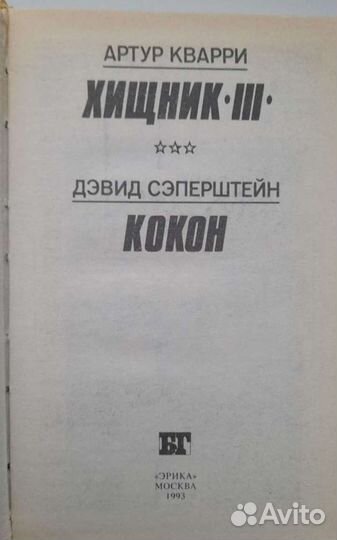 АРТУР КВАРРИ
ХИЩНИК·III·
☆☆☆
ДЭВИД СЭПЕРШТЕЙН
КОКОН
БГ
«ЭРИКА»
МОСКВА
1993
Avito